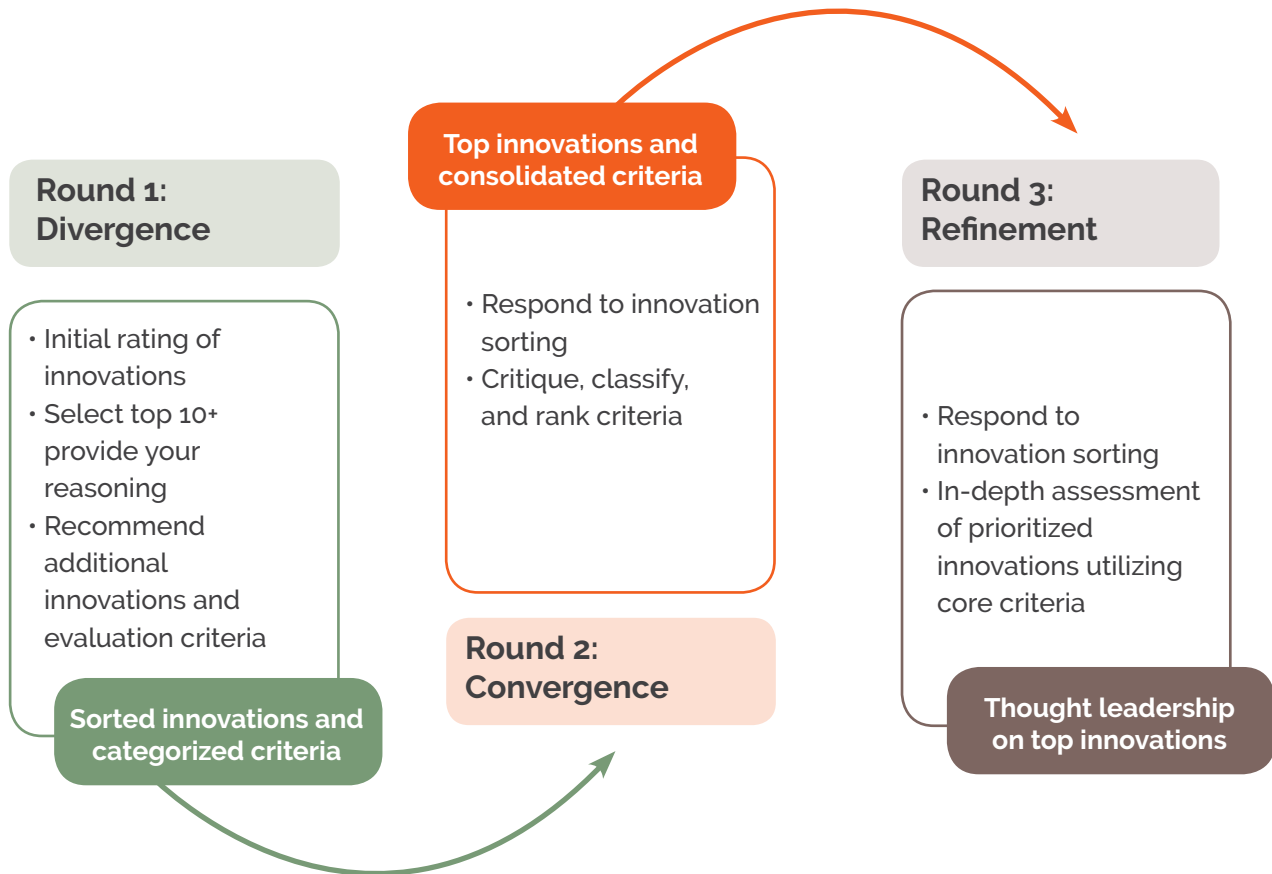 Round 1:
Divergence
• Initial rating of
innovations
• Select top 10+
provide your
reasoning
• Recommend
additional
innovations and
evaluation criteria
Sorted innovations and
categorized criteria
Top innovations and
consolidated criteria
• Respond to innovation
sorting
• Critique, classify,
and rank criteria
Round 2:
Convergence
Round 3:
Refinement
• Respond to
innovation sorting
• In-depth assessment
of prioritized
innovations utilizing
core criteria
Thought leadership
on top innovations